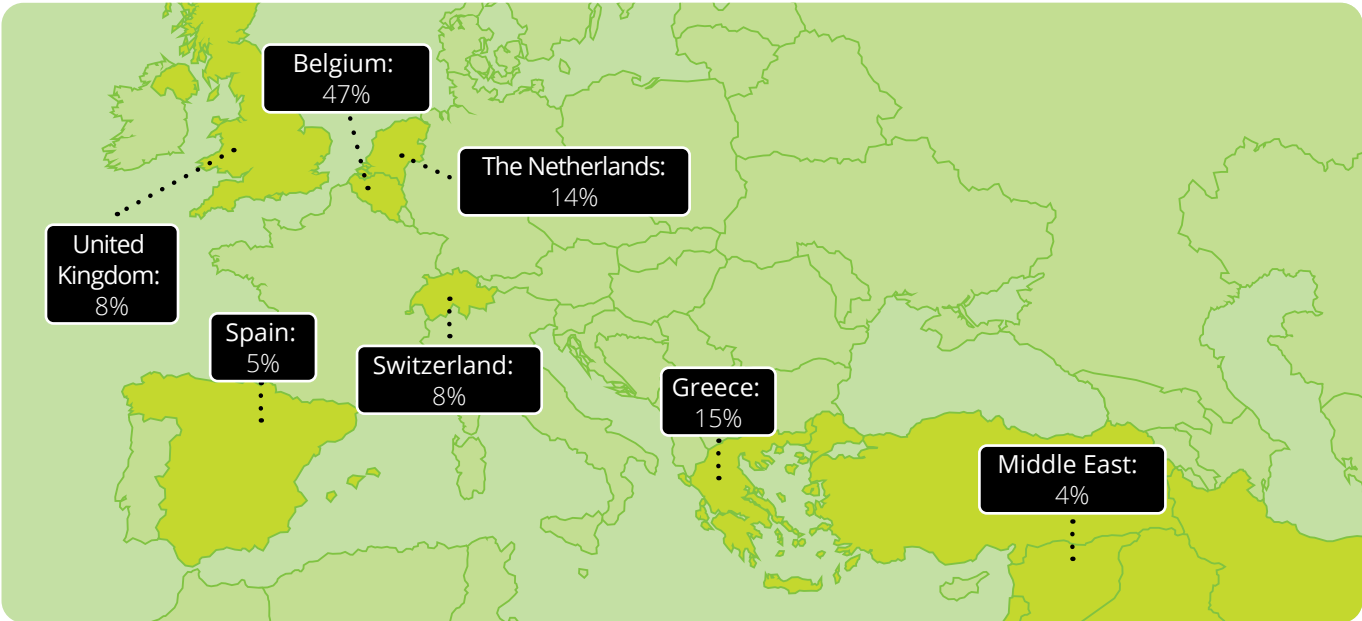 Belgium:
47%
The Netherlands:
14%
United
Kingdom:
8%
Spain:
5%
Switzerland:
8%
Greece:
15%
Middle East:
4%